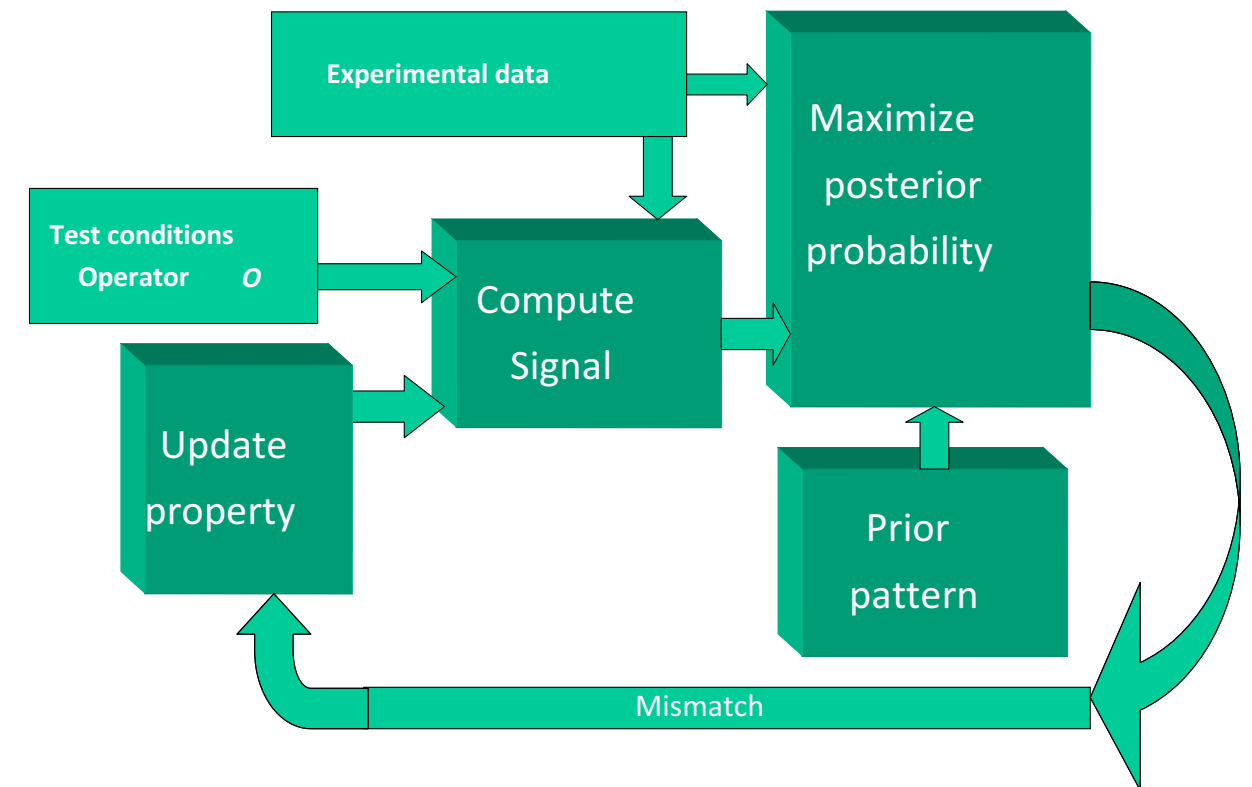 Experimental data
Maximize
posterior
probability
Test conditions
Operator O
Compute
Signal
Update
property
Prior
pattern
Mismatch